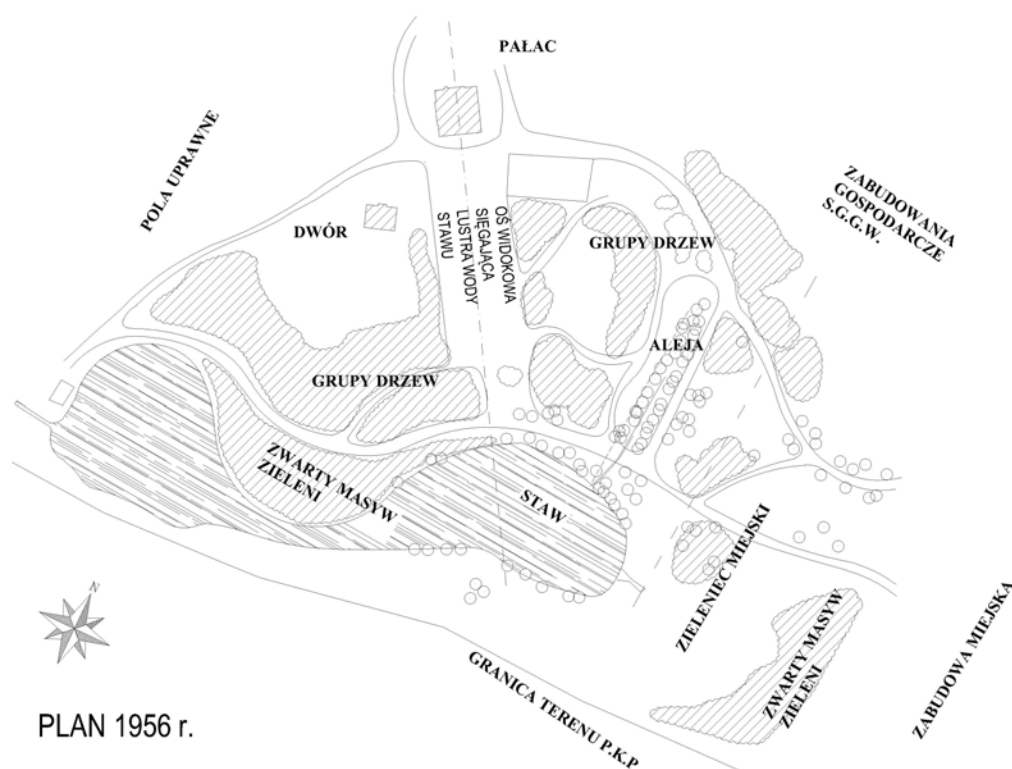 PAŁAC
POLA UPRAWNE
ZABUDOWANIA
GOSPODARCZE
S.G.G.W.
DWÓR
OŚ WIDOKOWA
SIĘGAJĄCA
LUSTRA WODY
STAWU
GRUPY DRZEW
ALEJA
GRUPY DRZEW
ZWARTY MASYW
ZIELENI
STAW
ZIELENIEC MIEJSKI
ZWARTY MASYW
ZIELENI
ZABUDOWA MIEJSKA
N
GRANICA TERENU P.K.P
PLAN 1956 r.